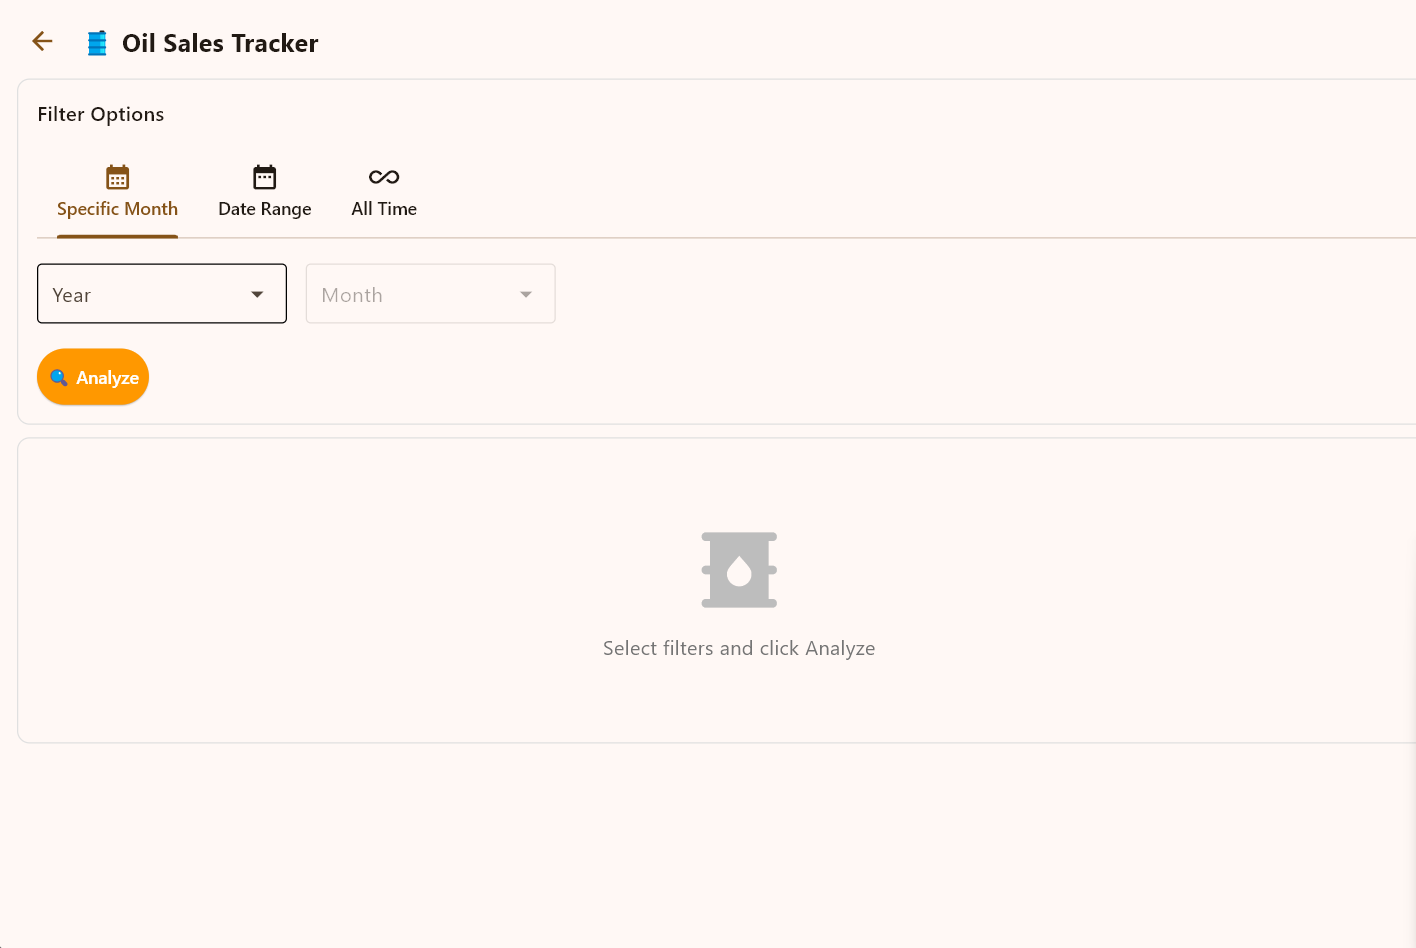 Oil Sales Tracker
Filter Options
Specific Month
Date Range
All Time
Year
Month
Analyze
Select filters and click Analyze